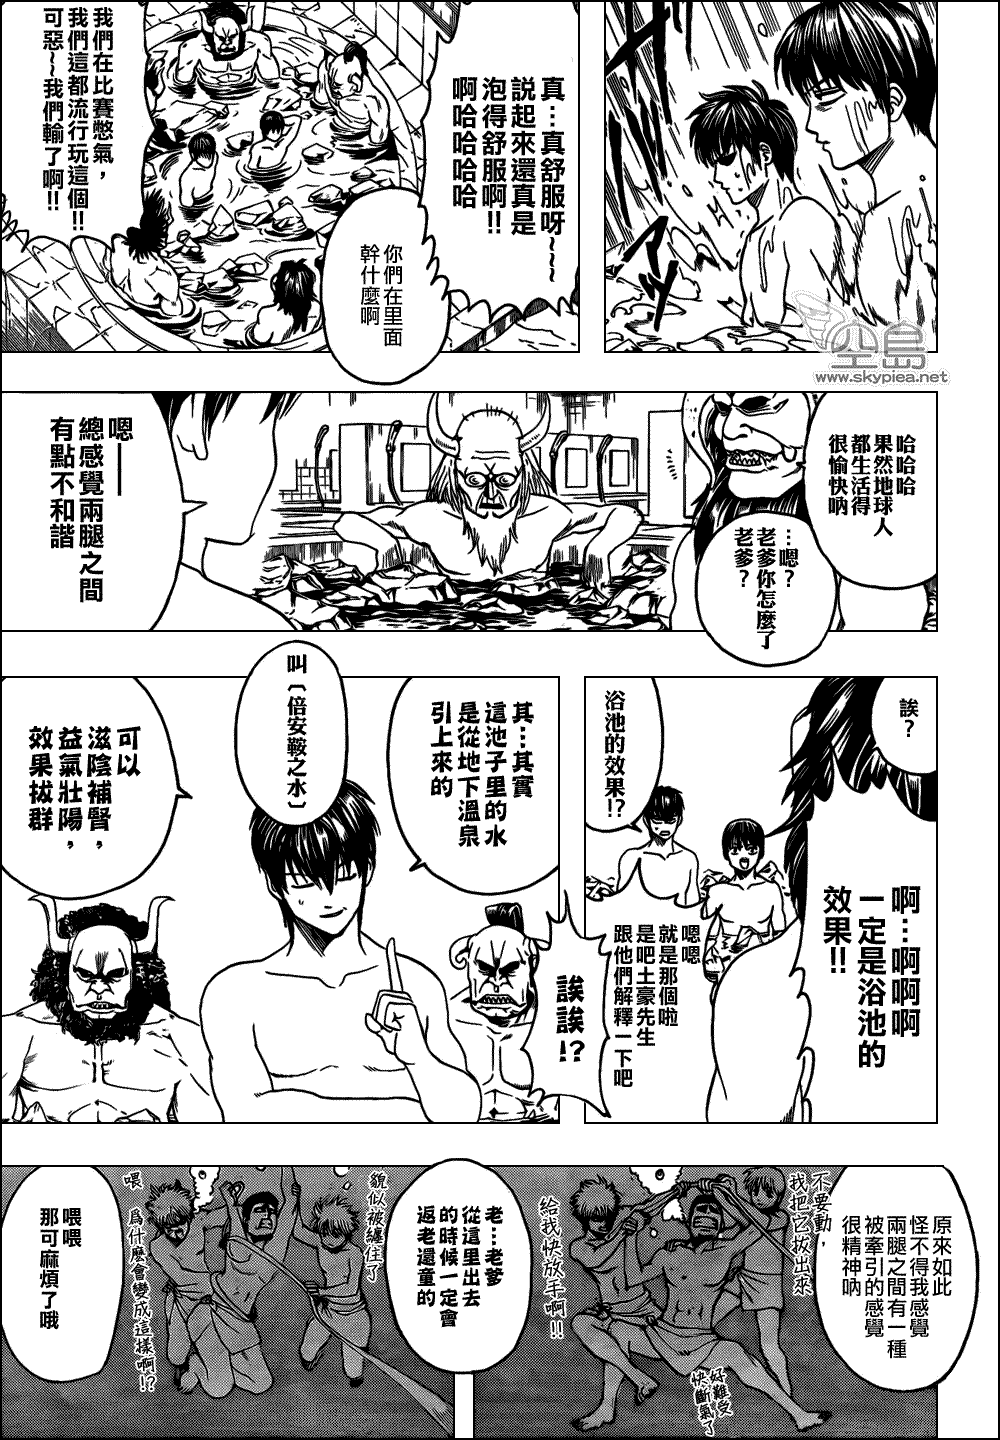 真…真舒服呀~~~
説起來還真是
泡得舒服啊!!
啊哈哈哈哈
你們在里面
幹什麼啊
我們在比賽憋氣，
我們這都流行玩這個!!
可惡~我們輸了啊!!
空島
www.skypiea.net
哈哈哈
果然地球人
都生活得
很愉快吶
…嗯?
老爹你怎麼了
老爹?
嗯——
總感覺兩腿之間
有點不和諧
誒?
啊…啊啊啊
一定是浴池的
效果!!
浴池的效果!?
嗯嗯
就是那個啦
是吧土豪先生
跟他們解釋一下吧
誒誒!?
其…其實
這池子里的水
是從地下溫泉
引上來的
叫〔倍安鞍之水〕
可以
滋陰補腎，
益氣壯陽，
效果拔群
原來如此
怪不得我感覺
兩腿之間有一種
被牽引的感覺
很精神吶
不要動，
我把它拔出來
給我快放手啊!!
好難受
快斷氣了
老…老爹
從這里出去
的時候一定會
返老還童的
貌似被纏住了
喂
爲什麼會變成這樣啊!?
喂喂
那可麻煩了哦